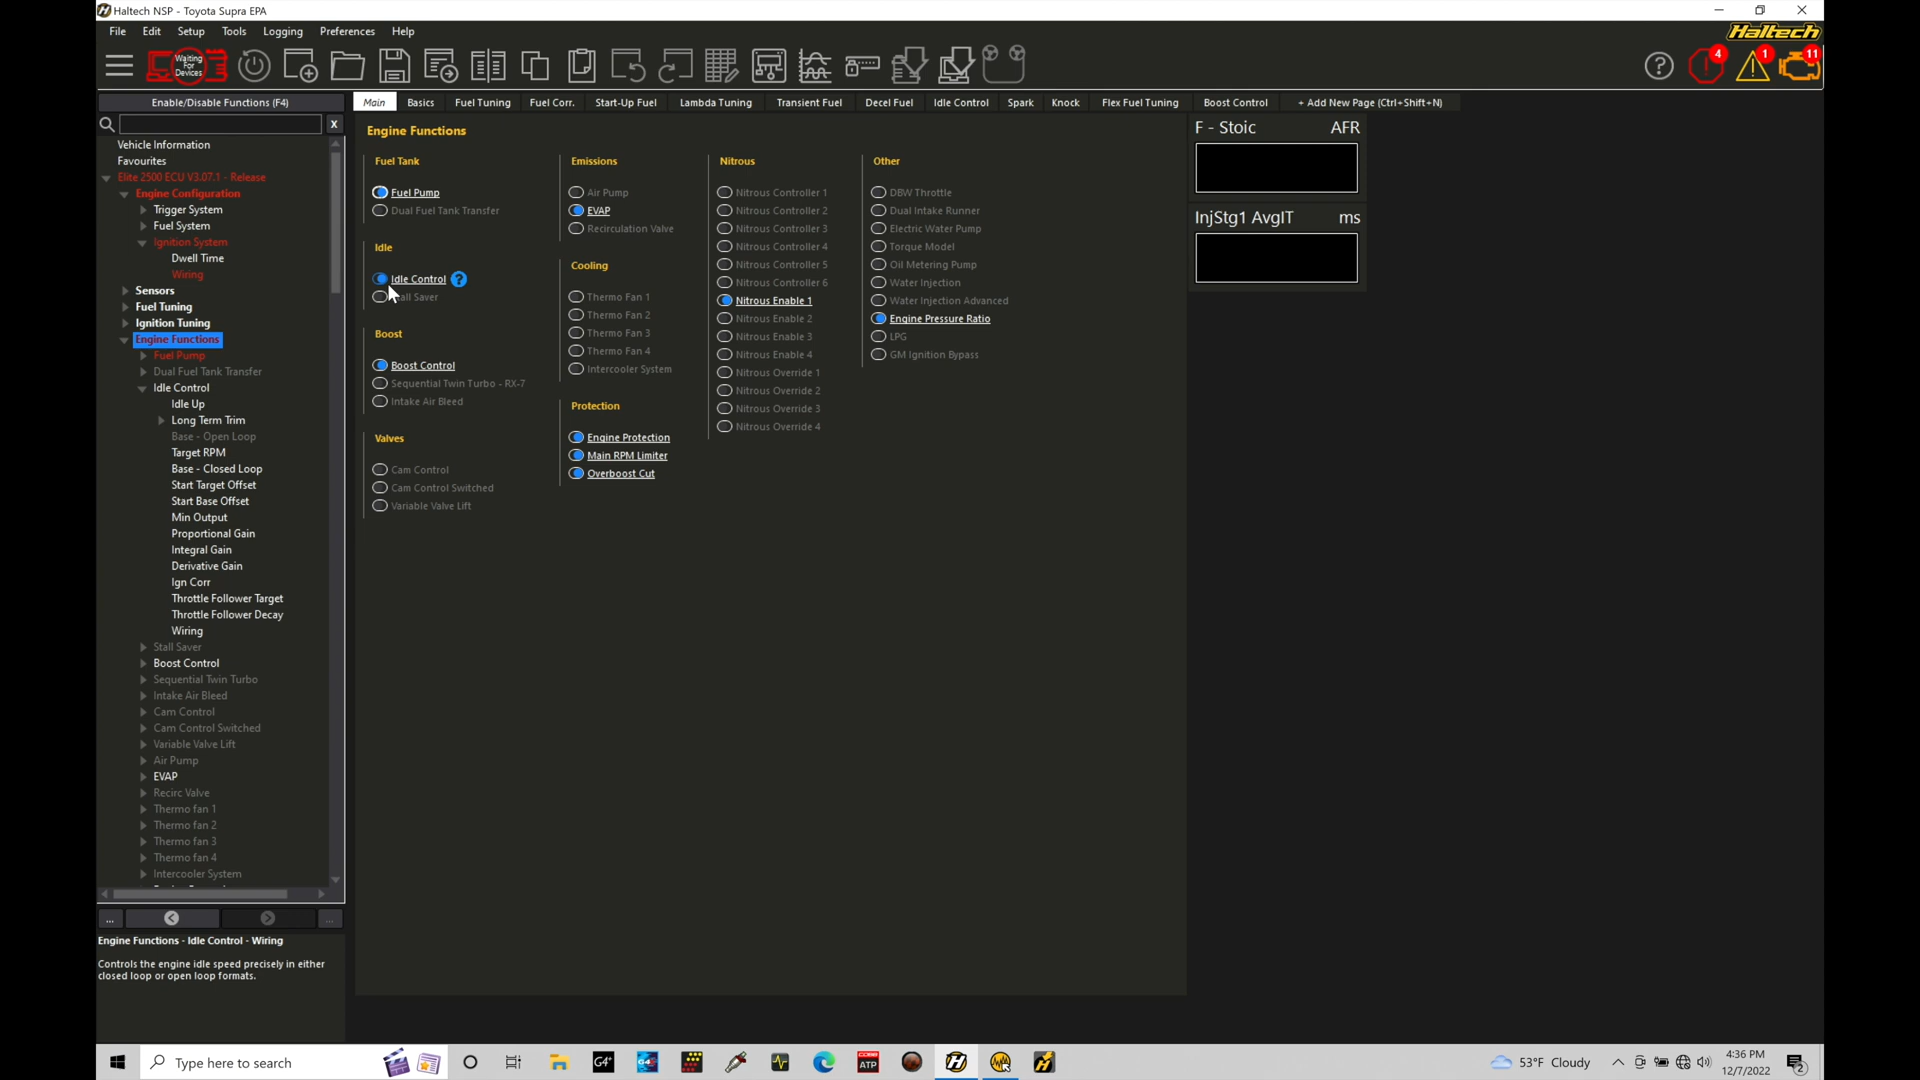 Haltech NSP - Toyota Supra EPA
File Edit Setup Tools Logging Preferences Help
Haltech
Waiting For Devices
4 1 11
Enable/Disable Functions (F4)
Main Basics Fuel Tuning Fuel Corr. Start-Up Fuel Lambda Tuning Transient Fuel Decel Fuel Idle Control Spark Knock Flex Fuel Tuning Boost Control + Add New Page (Ctrl+Shift+N)
X
Vehicle Information
Favourites
Elite 2500 ECU V3.07.1 - Release
Engine Configuration
Trigger System
Fuel System
Ignition System
Dwell Time
Wiring
Sensors
Fuel Tuning
Ignition Tuning
Engine Functions
Fuel Pump
Dual Fuel Tank Transfer
Idle Control
Idle Up
Long Term Trim
Base - Open Loop
Target RPM
Base - Closed Loop
Start Target Offset
Start Base Offset
Min Output
Proportional Gain
Integral Gain
Derivative Gain
Ign Corr
Throttle Follower Target
Throttle Follower Decay
Wiring
Stall Saver
Boost Control
Sequential Twin Turbo
Intake Air Bleed
Cam Control
Cam Control Switched
Variable Valve Lift
Air Pump
EVAP
Recirc Valve
Thermo fan 1
Thermo fan 2
Thermo fan 3
Thermo fan 4
Intercooler System
... ...
Engine Functions - Idle Control - Wiring
Controls the engine idle speed precisely in either
closed loop or open loop formats.
Engine Functions
Fuel Tank
Fuel Pump
Dual Fuel Tank Transfer
Idle
Idle Control ?
Stall Saver
Boost
Boost Control
Sequential Twin Turbo - RX-7
Intake Air Bleed
Valves
Cam Control
Cam Control Switched
Variable Valve Lift
Emissions
Air Pump
EVAP
Recirculation Valve
Cooling
Thermo Fan 1
Thermo Fan 2
Thermo Fan 3
Thermo Fan 4
Intercooler System
Protection
Engine Protection
Main RPM Limiter
Overboost Cut
Nitrous
Nitrous Controller 1
Nitrous Controller 2
Nitrous Controller 3
Nitrous Controller 4
Nitrous Controller 5
Nitrous Controller 6
Nitrous Enable 1
Nitrous Enable 2
Nitrous Enable 3
Nitrous Enable 4
Nitrous Override 1
Nitrous Override 2
Nitrous Override 3
Nitrous Override 4
Other
DBW Throttle
Dual Intake Runner
Electric Water Pump
Torque Model
Oil Metering Pump
Water Injection
Water Injection Advanced
Engine Pressure Ratio
LPG
GM Ignition Bypass
F - Stoic AFR
InjStg1 AvgIT ms
Type here to search
G4+
ATP
53°F Cloudy
4:36 PM
12/7/2022
2